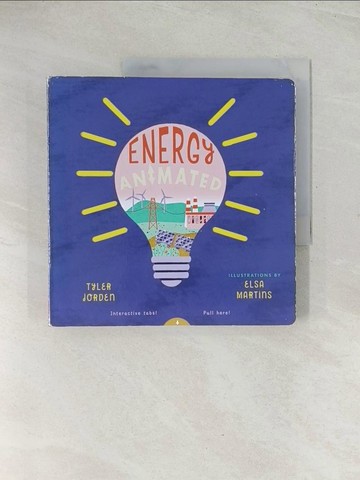 ENERGY
ANIMATED
TYLER
JORDEN
ILLUSTRATIONS BY
ELSA
MARTINS
Interactive tabs!
Pull here!